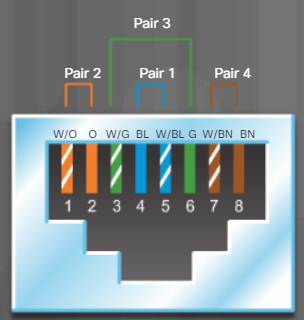 Pair 3
Pair 2 Pair 1 Pair 4
W/O O W/G BL W/BL G W/BN BN
1 2 3 4 5 6 7 8